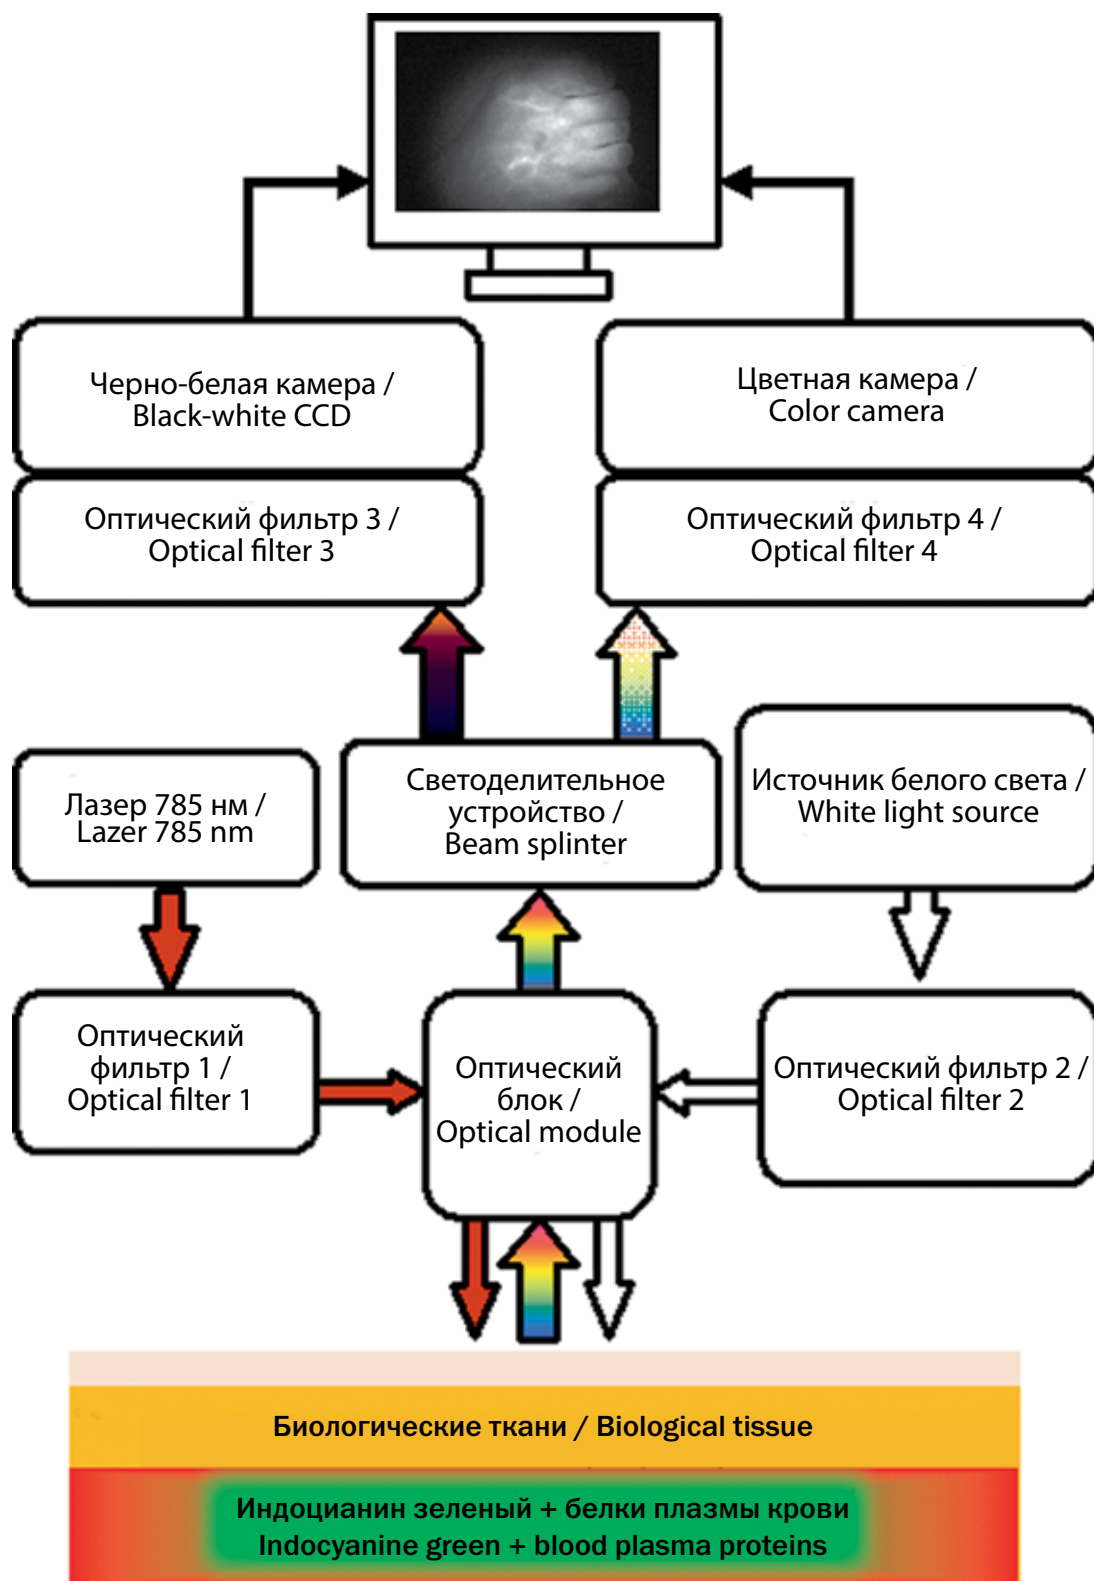 Черно-белая камера /
Black-white CCD
Цветная камера /
Color camera
Оптический фильтр 3 /
Optical filter 3
Оптический фильтр 4 /
Optical filter 4
Лазер 785 нм /
Lazer 785 nm
Светоделительное
устройство /
Beam splinter
Источник белого света /
White light source
Оптический
фильтр 1 /
Optical filter 1
Оптический
блок /
Optical module
Оптический фильтр 2 /
Optical filter 2
Биологические ткани / Biological tissue
Индоцианин зеленый + белки плазмы крови
Indocyanine green + blood plasma proteins